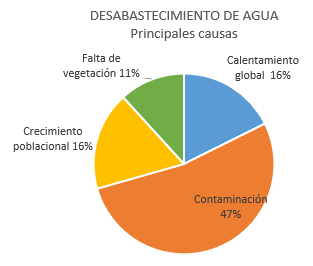 DESABASTECIMIENTO DE AGUA
Principales causas
Falta de
vegetación 11%
Calentamiento
global 16%
Crecimiento
poblacional 16%
Contaminación
47%